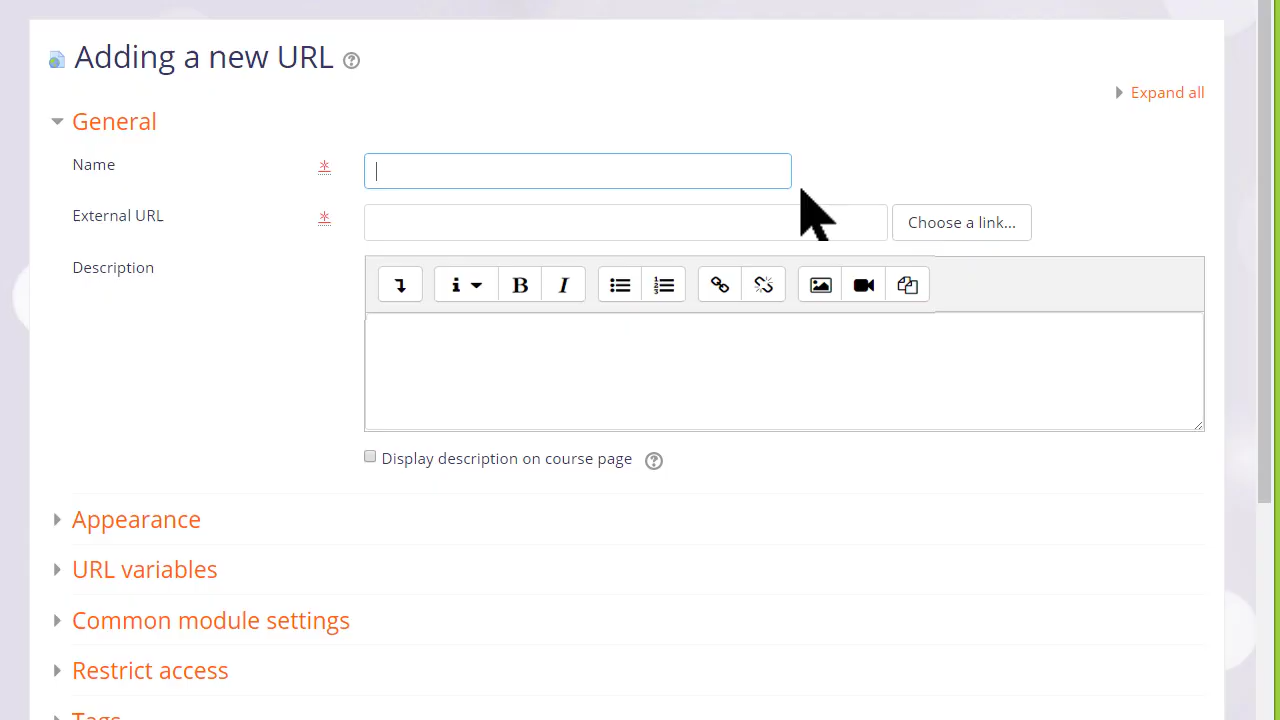 Adding a new URL
Expand all
General
Name
External URL
Choose a link...
Description
B I
Display description on course page
Appearance
URL variables
Common module settings
Restrict access
Tags